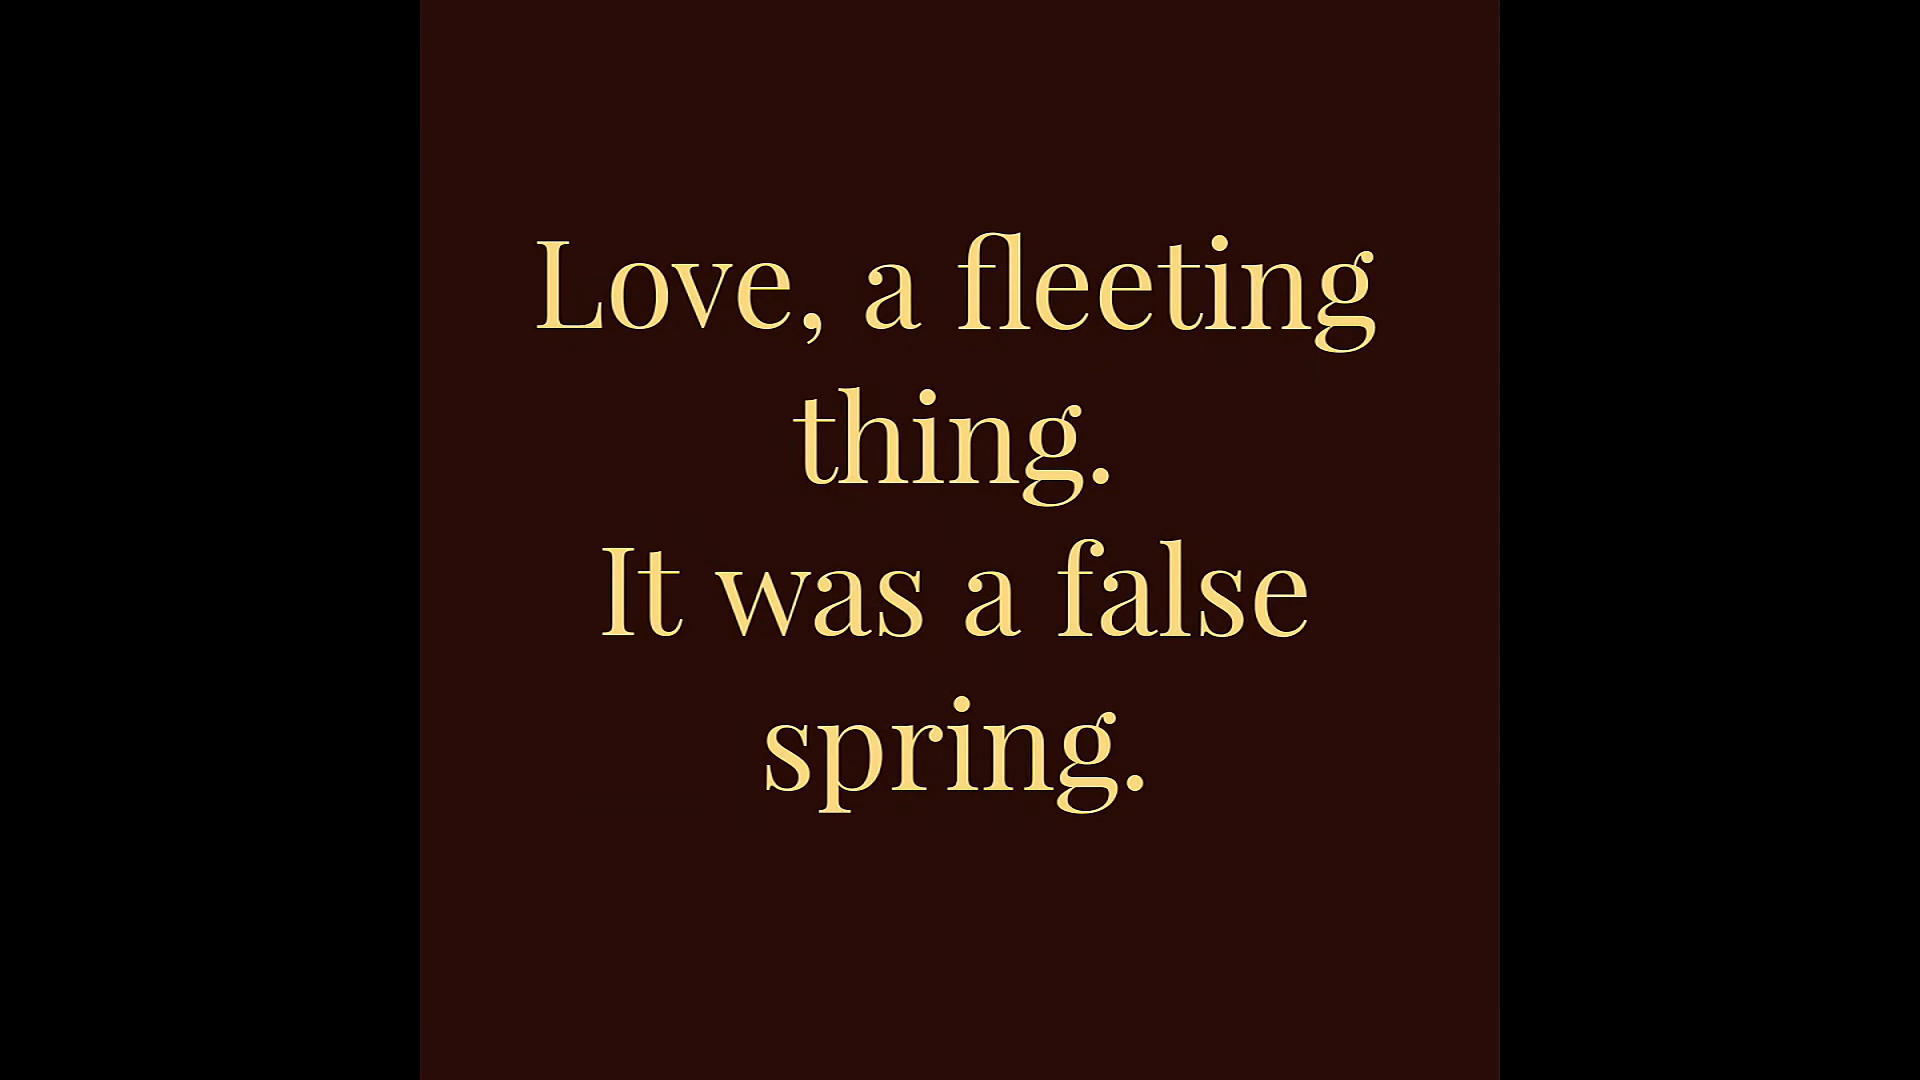 Love, a fleeting
thing.
It was a false
spring.